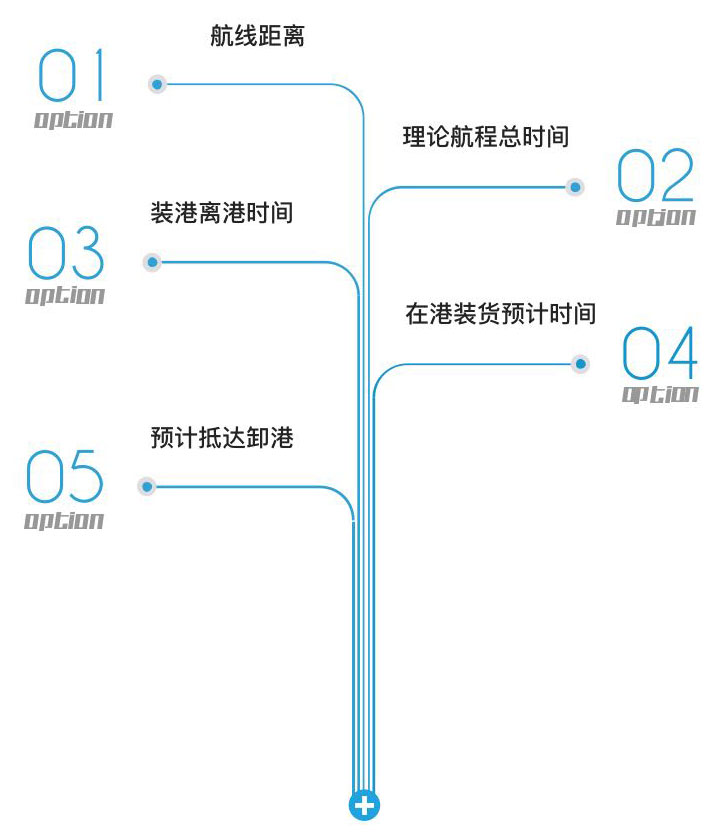 航线距离
01
option
理论航程总时间
02
option
装港离港时间
03
option
在港装货预计时间
04
option
预计抵达卸港
05
option